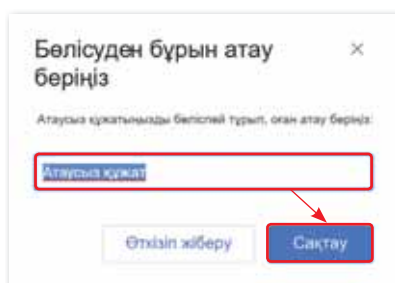 Бөлісуден бұрын атау
беріңіз
Атаусыз құжатыңызды бөліспей тұрып, оған атау беріңіз:
Атаусыз құжат
Өткізіп жіберу Сақтау